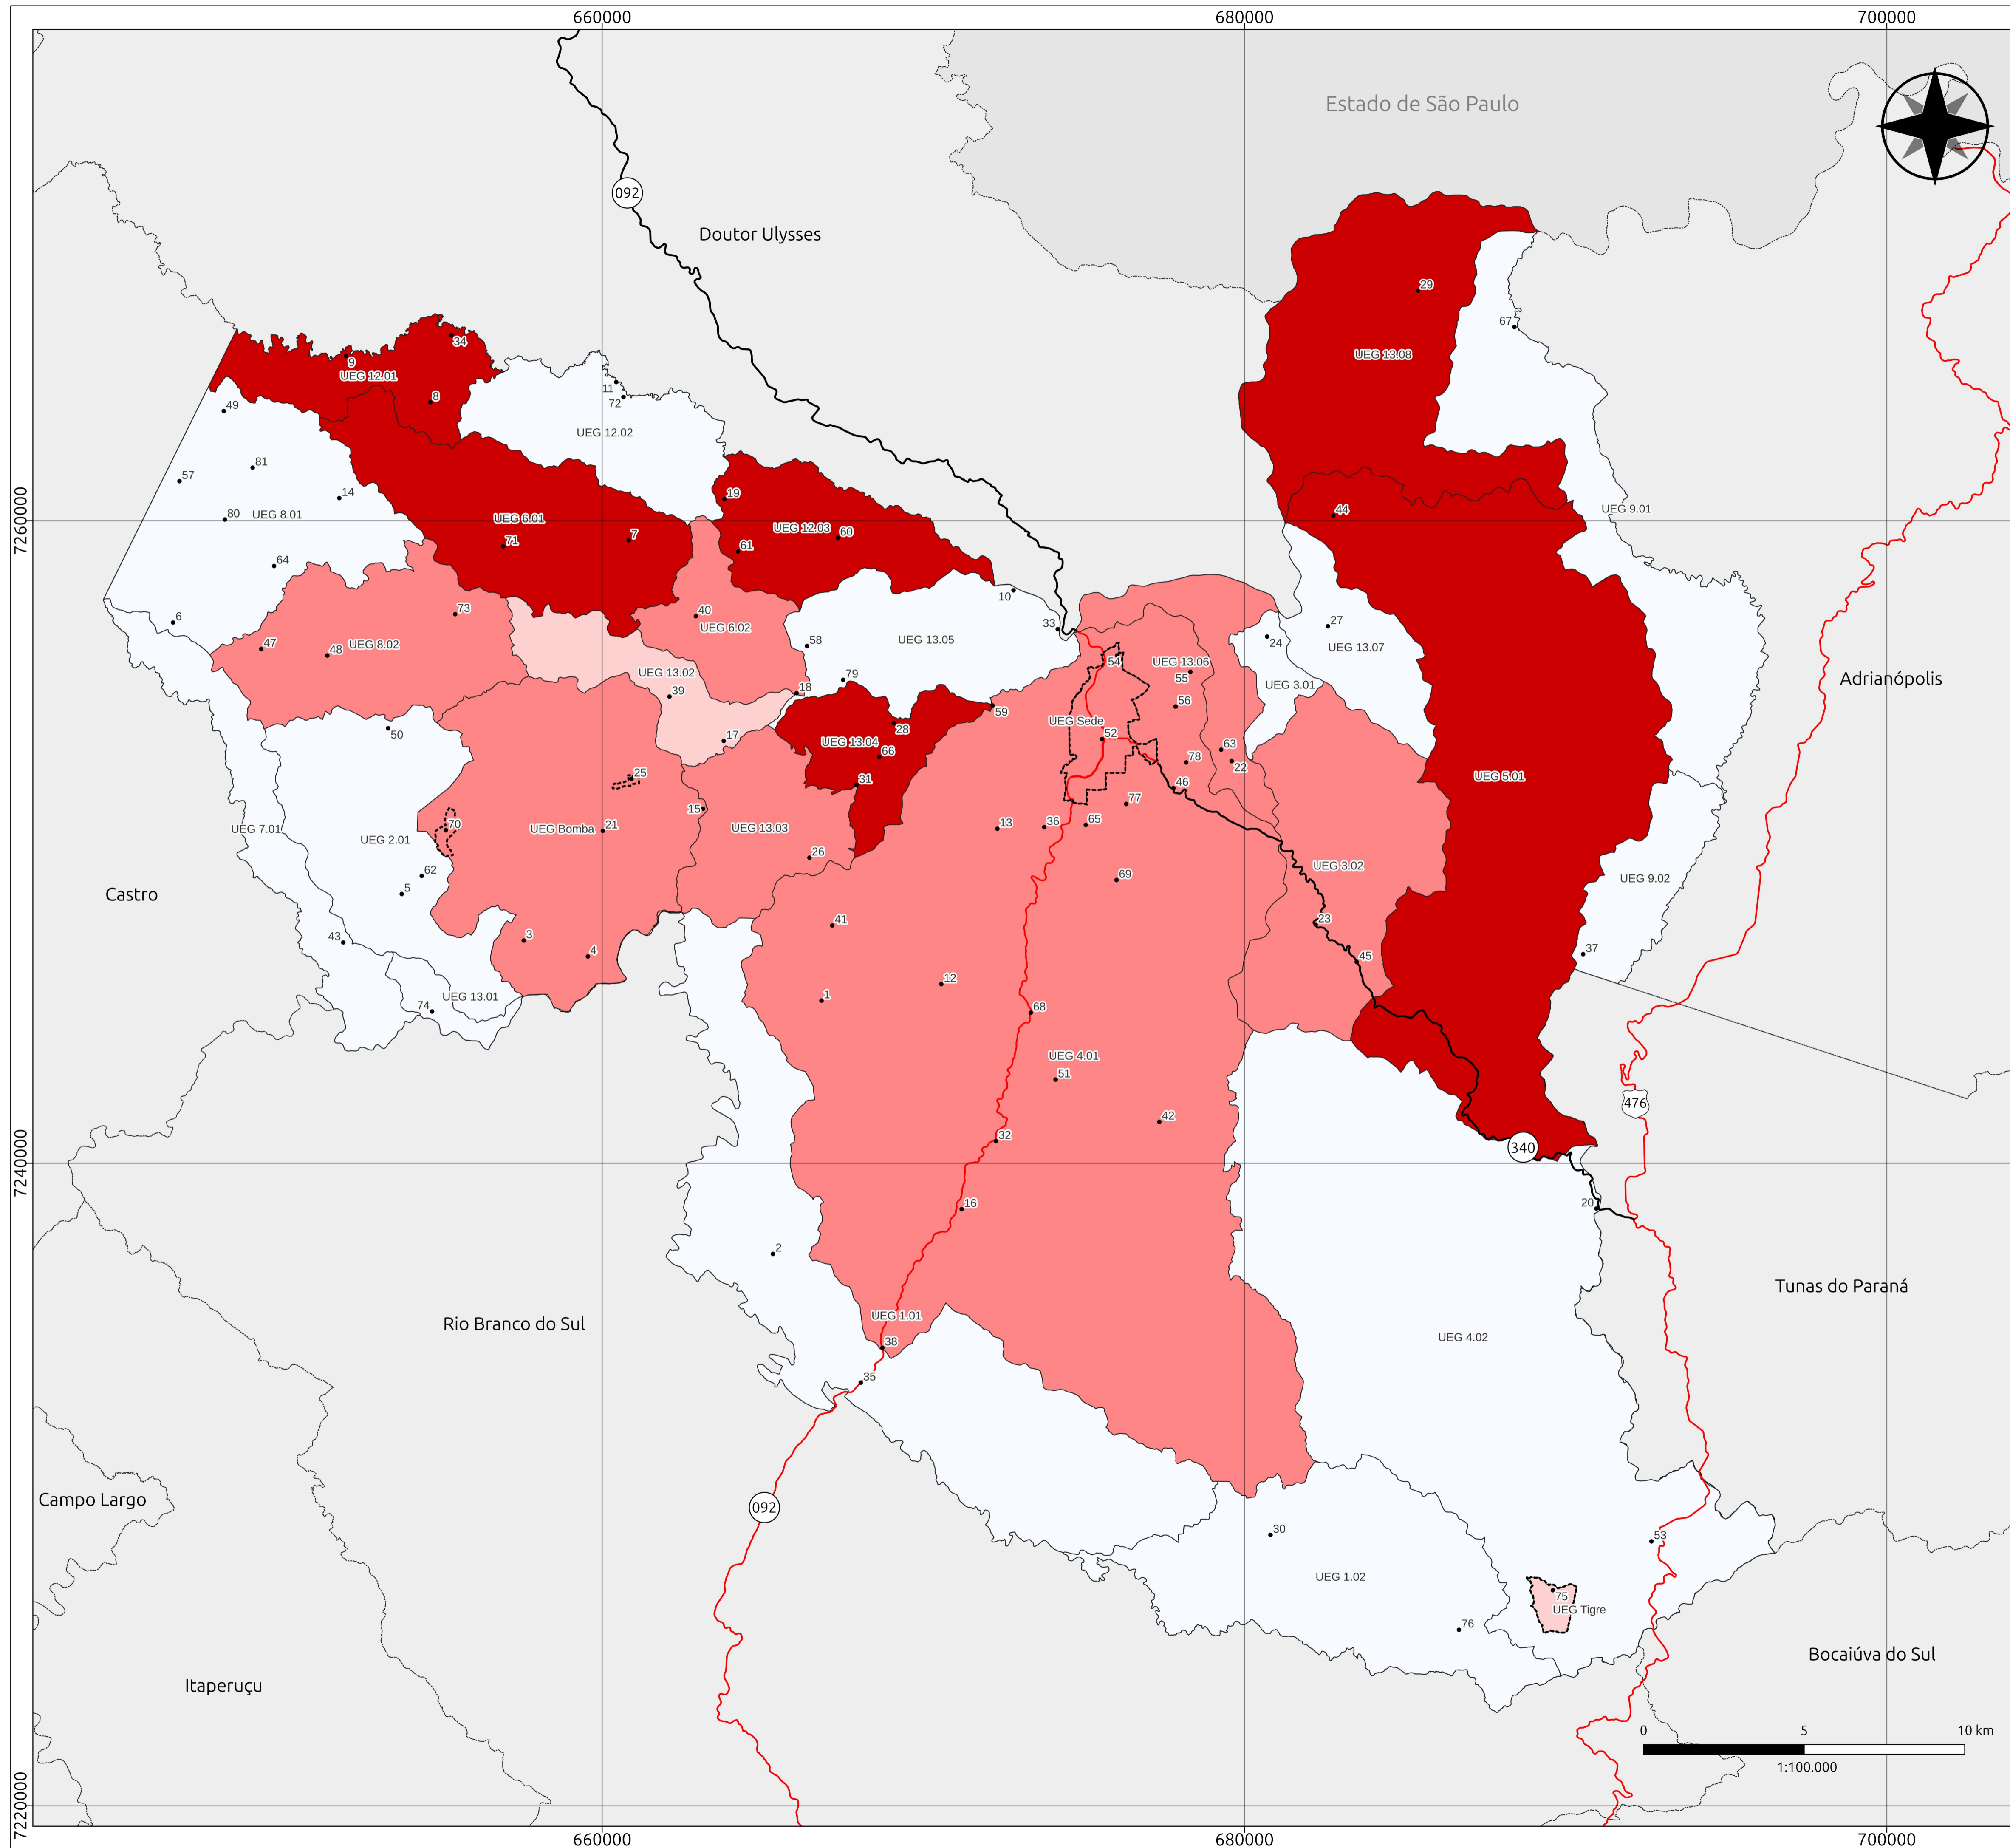 660000
680000
700000
Estado de São Paulo
092
Doutor Ulysses
29
67
UEG 13.08
34
9
UEG 12.01
8
11
72
49
UEG 12.02
81
57
14
19
80
UEG 8.01
UEG 6.01
UEG 12.03
60
7
71
61
44
UEG 9.01
7260000
64
73
40
10
6
UEG 6.02
33
27
47
48
UEG 8.02
58
UEG 13.05
24
UEG 13.07
54
UEG 13.06
55
UEG 13.02
39
79
18
UEG 3.01
Adrianópolis
56
59
UEG Sede
50
17
28
52
UEG 13.04
66
63
78
22
25
31
46
UEG 5.01
15
77
UEG 7.01
70
UEG Bomba
21
UEG 13.03
13
36
65
UEG 2.01
26
UEG 3.02
62
69
UEG 9.02
5
Castro
41
23
43
3
4
45
37
12
74
UEG 13.01
1
68
UEG 4.01
51
476
42
32
340
7240000
16
20
2
Tunas do Paraná
UEG 1.01
Rio Branco do Sul
38
UEG 4.02
35
Campo Largo
092
30
53
UEG 1.02
75
UEG Tigre
76
Bocaiúva do Sul
Itaperuçu
0 5 10 km
1:100.000
7220000
660000
680000
700000